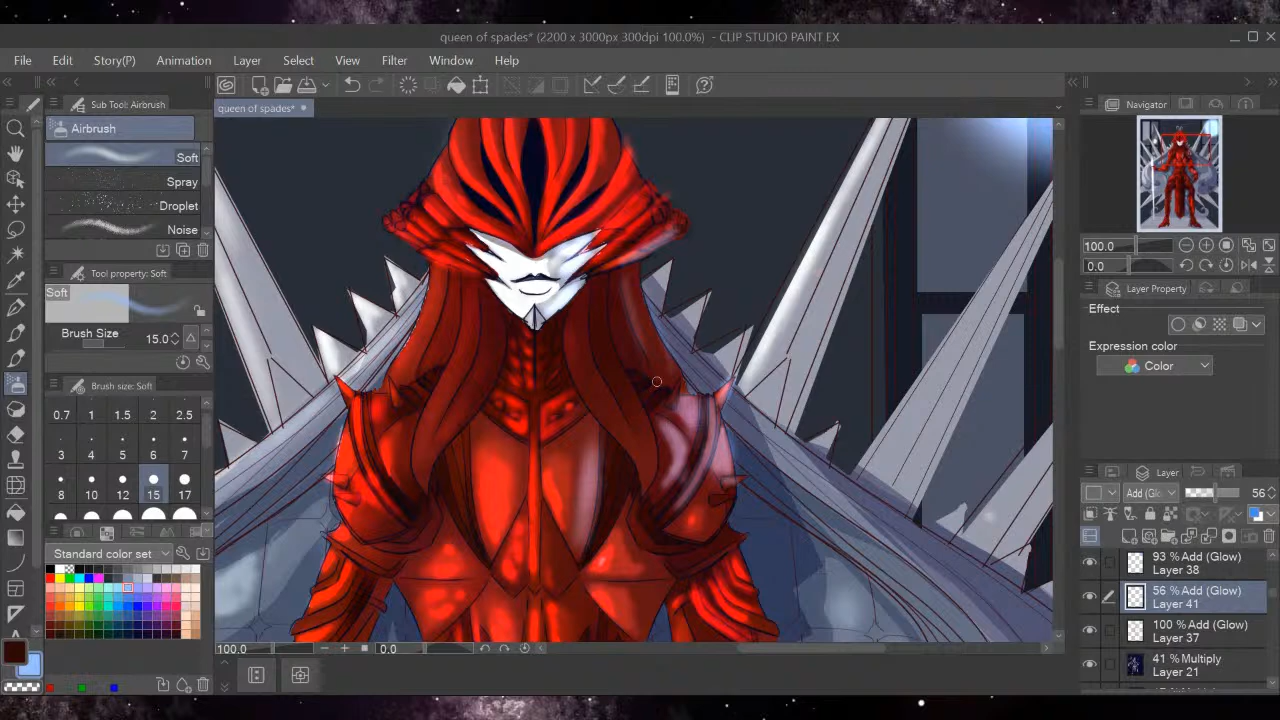 queen of spades* (2200 x 3000px 300dpi 100.0%) - CLIP STUDIO PAINT EX
File Edit Story(P) Animation Layer Select View Filter Window Help
Sub Tool: Airbrush
queen of spades*
Navigator
Airbrush
Soft
Spray
Droplet
Noise
100.0
0.0
Tool property: Soft
Layer Property
Soft
Effect
Brush Size 15.0
Expression color
Color
Brush size: Soft
0.7 1 1.5 2 2.5
3 4 5 6 7
8 10 12 15 17
Layer
Add (Glo 56
Standard color set
93 % Add (Glow)
Layer 38
56 % Add (Glow)
Layer 41
100 % Add (Glow)
Layer 37
41 % Multiply
Layer 21
100.0 0.0